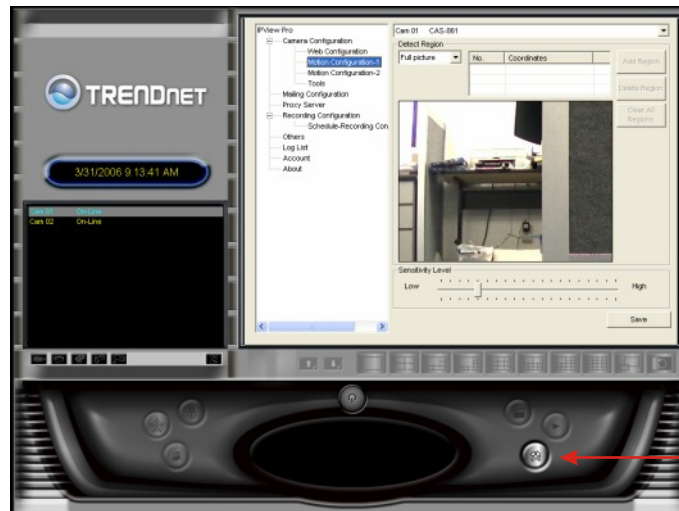 IPView Pro
Camera Configuration
Web Configuration
Motion Configuration-1
Motion Configuration-2
Tools
Mailing Configuration
Proxy Server
Recording Configuration
Schedule-Recording Con
Others
Log List
Account
About
Cam 01 CAS-861
Detect Region
Full picture
No. Coordinates
Add Region
Delete Region
Clear All
Regions
Sensitivity Level
Low
High
Save
TRENDNET
3/31/2006 9:13:41 AM
Cam 01 On-Line
Cam 02 On-Line